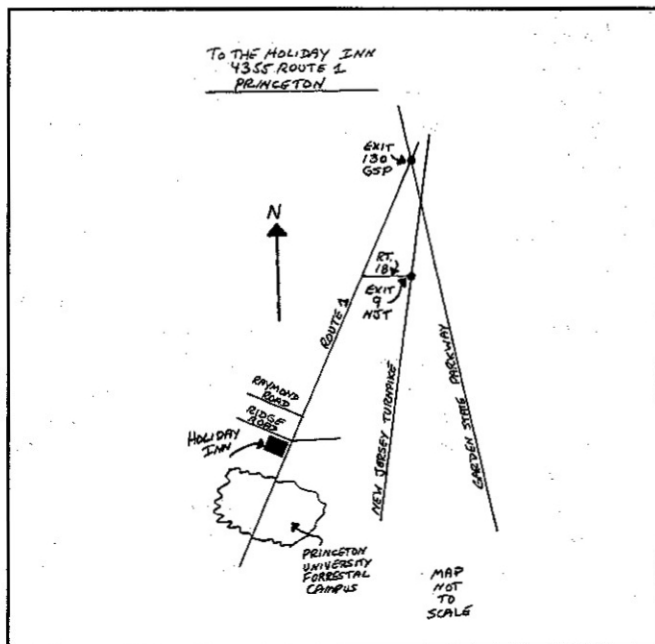 TO THE HOLIDAY INN
4355 ROUTE 1
PRINCETON
EXIT
130
GSP
N
RT.
18
EXIT
9
NJT
ROUTE 1
RAYMOND
ROAD
RIDGE
ROAD
HOLIDAY
INN
NEW JERSEY TURNPIKE
GARDEN STATE PARKWAY
PRINCETON
UNIVERSITY
FORRESTAL
CAMPUS
MAP
NOT
TO
SCALE